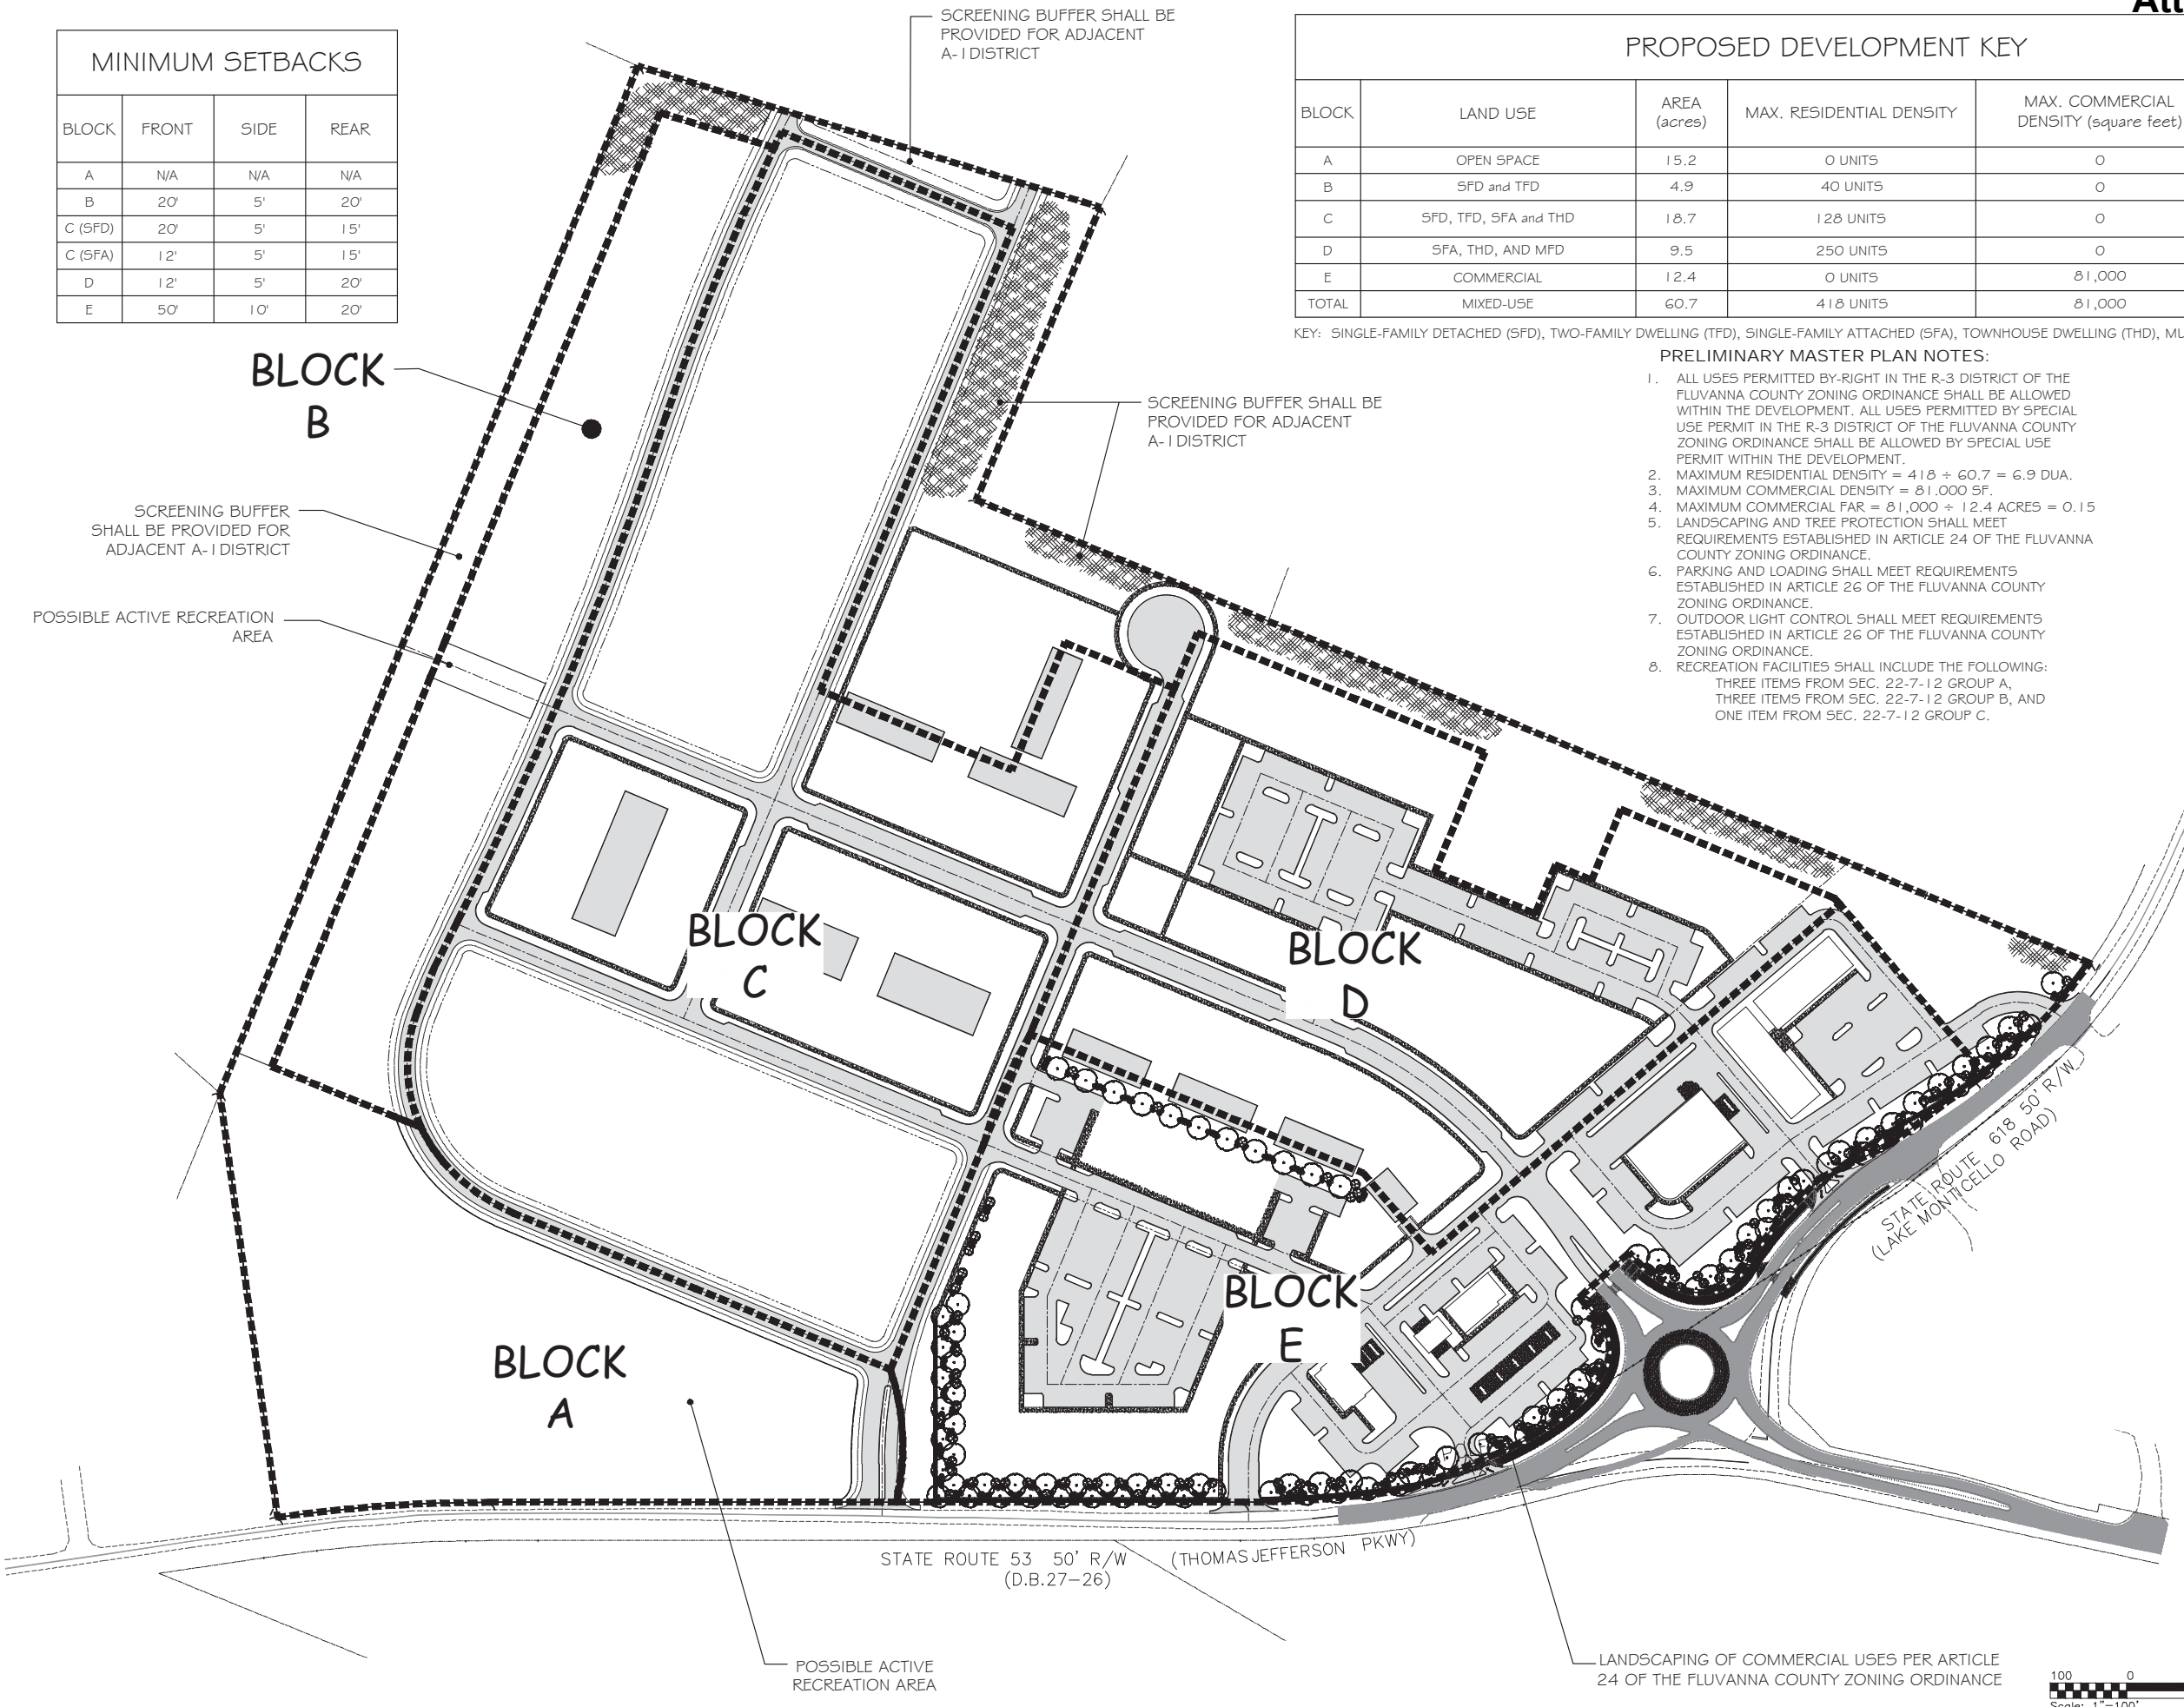 Att
SCREENING BUFFER SHALL BE
PROVIDED FOR ADJACENT
A-1 DISTRICT
MINIMUM SETBACKS
BLOCK FRONT SIDE REAR
A N/A N/A N/A
B 20' 5' 20'
C (SFD) 20' 5' 15'
C (SFA) 12' 5' 15'
D 12' 5' 20'
E 50' 10' 20'
PROPOSED DEVELOPMENT KEY
BLOCK LAND USE AREA (acres) MAX. RESIDENTIAL DENSITY MAX. COMMERCIAL DENSITY (square feet)
A OPEN SPACE 15.2 0 UNITS 0
B SFD and TFD 4.9 40 UNITS 0
C SFD, TFD, SFA and THD 18.7 128 UNITS 0
D SFA, THD, AND MFD 9.5 250 UNITS 0
E COMMERCIAL 12.4 0 UNITS 81,000
TOTAL MIXED-USE 60.7 418 UNITS 81,000
KEY: SINGLE-FAMILY DETACHED (SFD), TWO-FAMILY DWELLING (TFD), SINGLE-FAMILY ATTACHED (SFA), TOWNHOUSE DWELLING (THD), MU
PRELIMINARY MASTER PLAN NOTES:
1. ALL USES PERMITTED BY-RIGHT IN THE R-3 DISTRICT OF THE
FLUVANNA COUNTY ZONING ORDINANCE SHALL BE ALLOWED
WITHIN THE DEVELOPMENT. ALL USES PERMITTED BY SPECIAL
USE PERMIT IN THE R-3 DISTRICT OF THE FLUVANNA COUNTY
ZONING ORDINANCE SHALL BE ALLOWED BY SPECIAL USE
PERMIT WITHIN THE DEVELOPMENT.
2. MAXIMUM RESIDENTIAL DENSITY = 418 ÷ 60.7 = 6.9 DUA.
3. MAXIMUM COMMERCIAL DENSITY = 81.000 SF.
4. MAXIMUM COMMERCIAL FAR = 81,000 ÷ 12.4 ACRES = 0.15
5. LANDSCAPING AND TREE PROTECTION SHALL MEET
REQUIREMENTS ESTABLISHED IN ARTICLE 24 OF THE FLUVANNA
COUNTY ZONING ORDINANCE.
6. PARKING AND LOADING SHALL MEET REQUIREMENTS
ESTABLISHED IN ARTICLE 26 OF THE FLUVANNA COUNTY
ZONING ORDINANCE.
7. OUTDOOR LIGHT CONTROL SHALL MEET REQUIREMENTS
ESTABLISHED IN ARTICLE 26 OF THE FLUVANNA COUNTY
ZONING ORDINANCE.
8. RECREATION FACILITIES SHALL INCLUDE THE FOLLOWING:
THREE ITEMS FROM SEC. 22-7-12 GROUP A,
THREE ITEMS FROM SEC. 22-7-12 GROUP B, AND
ONE ITEM FROM SEC. 22-7-12 GROUP C.
BLOCK
B
SCREENING BUFFER SHALL BE
PROVIDED FOR ADJACENT
A-1 DISTRICT
SCREENING BUFFER
SHALL BE PROVIDED FOR
ADJACENT A-1 DISTRICT
POSSIBLE ACTIVE RECREATION
AREA
BLOCK
C
BLOCK
D
BLOCK
E
BLOCK
A
STATE ROUTE 618 50' R/W
(LAKE MONTICELLO ROAD)
STATE ROUTE 53 50' R/W (THOMAS JEFFERSON PKWY)
(D.B.27-26)
POSSIBLE ACTIVE
RECREATION AREA
LANDSCAPING OF COMMERCIAL USES PER ARTICLE
24 OF THE FLUVANNA COUNTY ZONING ORDINANCE
100 0
Scale: 1"=100'